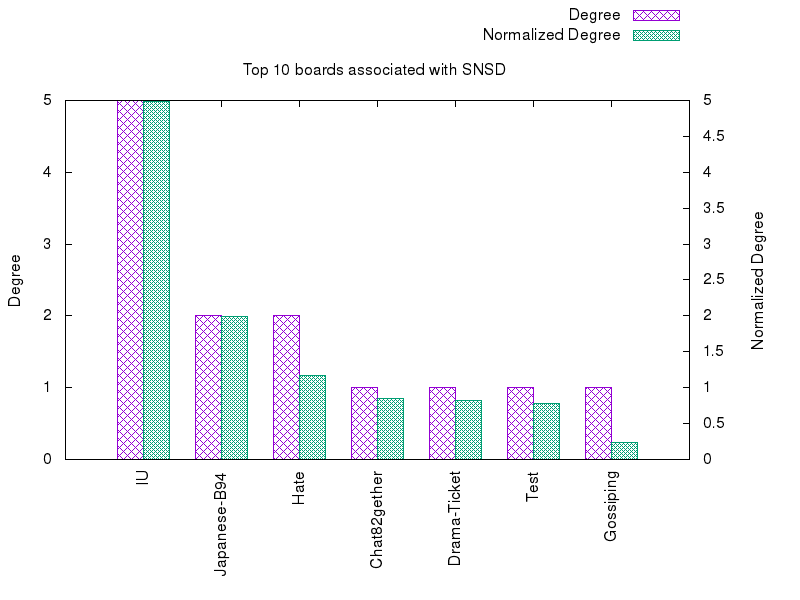 Degree
Normalized Degree
Top 10 boards associated with SNSD
5
4
3
2
1
0
5
4.5
4
3.5
3
2.5
2
1.5
1
0.5
0
Degree
Normalized Degree
IU
Japanese-B94
Hate
Chat82gether
Drama-Ticket
Test
Gossiping